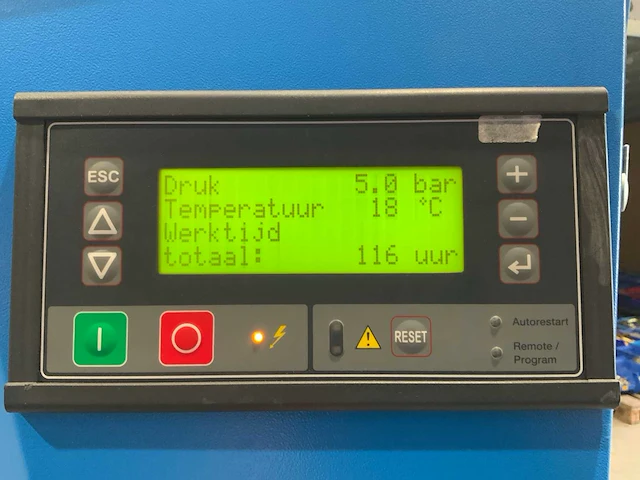 ESC
Druk 5.0 bar
Temperatuur 18 °C
Werktijd
totaal: 116 uur
+
−
I
RESET
Autorestart
Remote /
Program